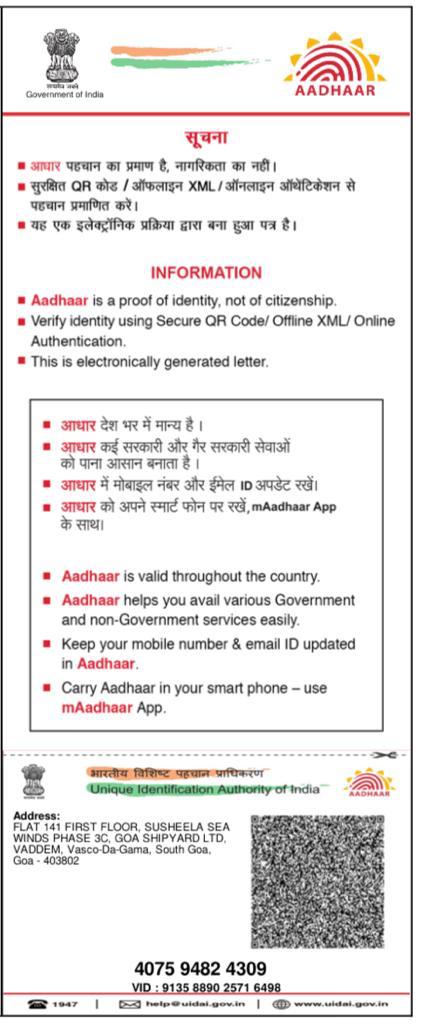 सत्यमेव जयते
Government of India
AADHAAR
सूचना
आधार पहचान का प्रमाण है, नागरिकता का नहीं।
सुरक्षित QR कोड / ऑफलाइन XML / ऑनलाइन ऑथेंटिकेशन से
पहचान प्रमाणित करें।
यह एक इलेक्ट्रॉनिक प्रक्रिया द्वारा बना हुआ पत्र है।
INFORMATION
Aadhaar is a proof of identity, not of citizenship.
Verify identity using Secure QR Code/ Offline XML/ Online
Authentication.
This is electronically generated letter.
आधार देश भर में मान्य है ।
आधार कई सरकारी और गैर सरकारी सेवाओं
को पाना आसान बनाता है ।
आधार में मोबाइल नंबर और ईमेल ID अपडेट रखें।
आधार को अपने स्मार्ट फोन पर रखें, mAadhaar App
के साथ।
Aadhaar is valid throughout the country.
Aadhaar helps you avail various Government
and non-Government services easily.
Keep your mobile number & email ID updated
in Aadhaar.
Carry Aadhaar in your smart phone – use
mAadhaar App.
भारतीय विशिष्ट पहचान प्राधिकरण
Unique Identification Authority of India
AADHAAR
Address:
FLAT 141 FIRST FLOOR, SUSHEELA SEA
WINDS PHASE 3C, GOA SHIPYARD LTD,
VADDEM, Vasco-Da-Gama, South Goa,
Goa - 403802
4075 9482 4309
VID : 9135 8890 2571 6498
1947 | help@uidai.gov.in | www.uidai.gov.in